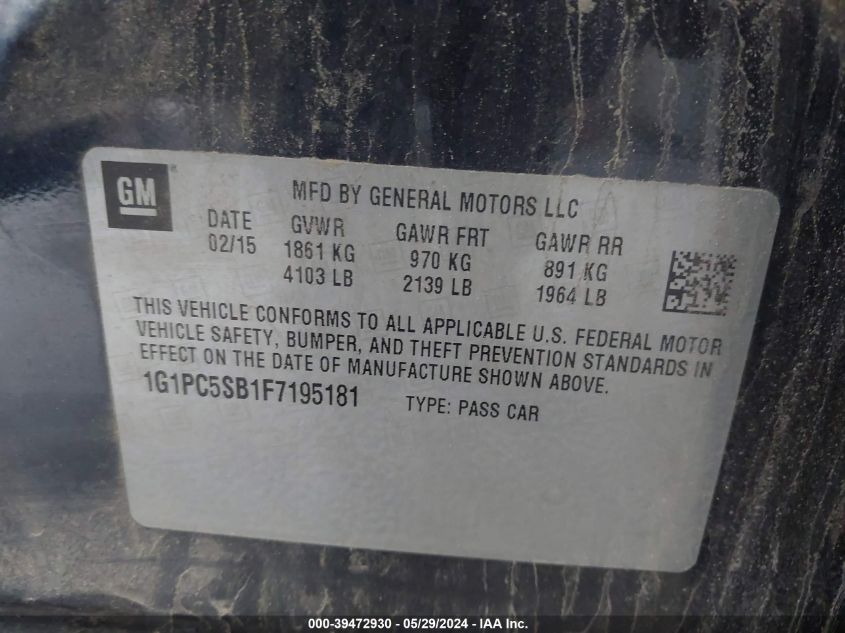 GM®
MFD BY GENERAL MOTORS LLC
DATE GVWR GAWR FRT GAWR RR
02/15 1861 KG 970 KG 891 KG
4103 LB 2139 LB 1964 LB
THIS VEHICLE CONFORMS TO ALL APPLICABLE U.S. FEDERAL MOTOR
VEHICLE SAFETY, BUMPER, AND THEFT PREVENTION STANDARDS IN
EFFECT ON THE DATE OF MANUFACTURE SHOWN ABOVE.
1G1PC5SB1F7195181 TYPE: PASS CAR
000-39472930 - 05/29/2024 - IAA Inc.